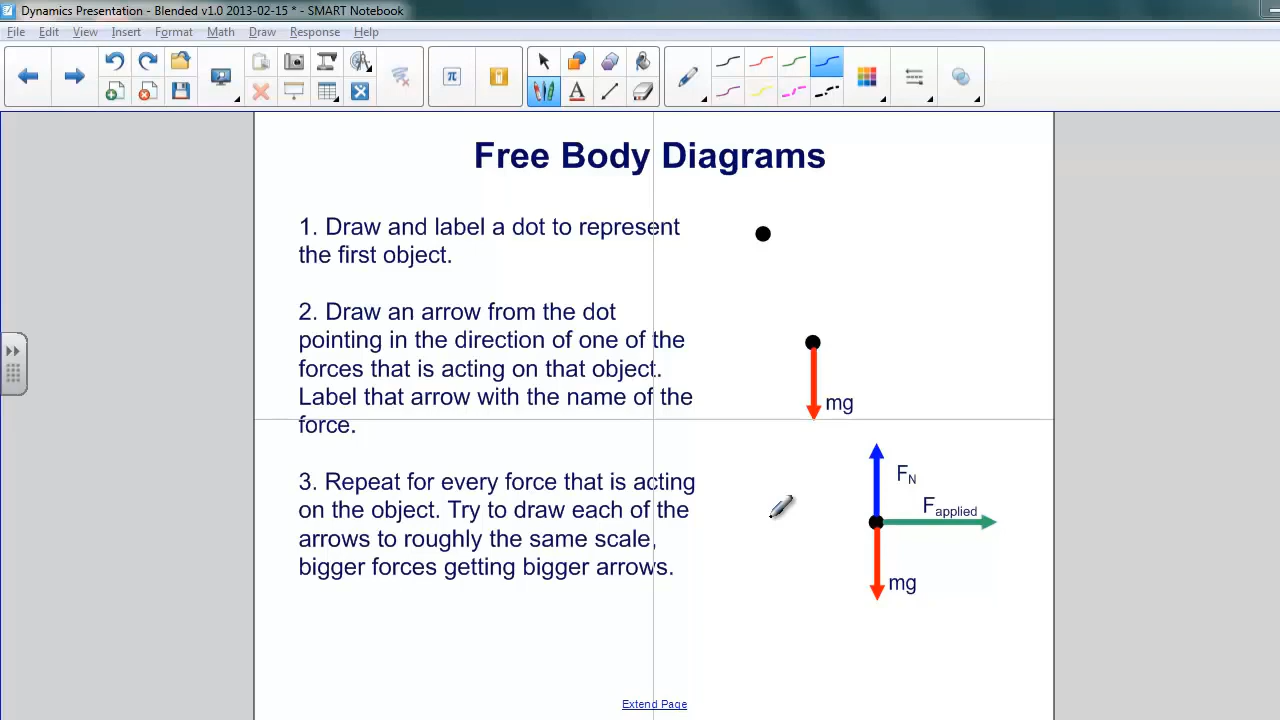 Dynamics Presentation - Blended v1.0 2013-02-15 * - SMART Notebook
File Edit View Insert Format Math Draw Response Help
π
A
Free Body Diagrams
1. Draw and label a dot to represent
the first object.
2. Draw an arrow from the dot
pointing in the direction of one of the
forces that is acting on that object.
Label that arrow with the name of the
force.
mg
3. Repeat for every force that is acting
on the object. Try to draw each of the
arrows to roughly the same scale,
bigger forces getting bigger arrows.
FN
Fapplied
mg
Extend Page